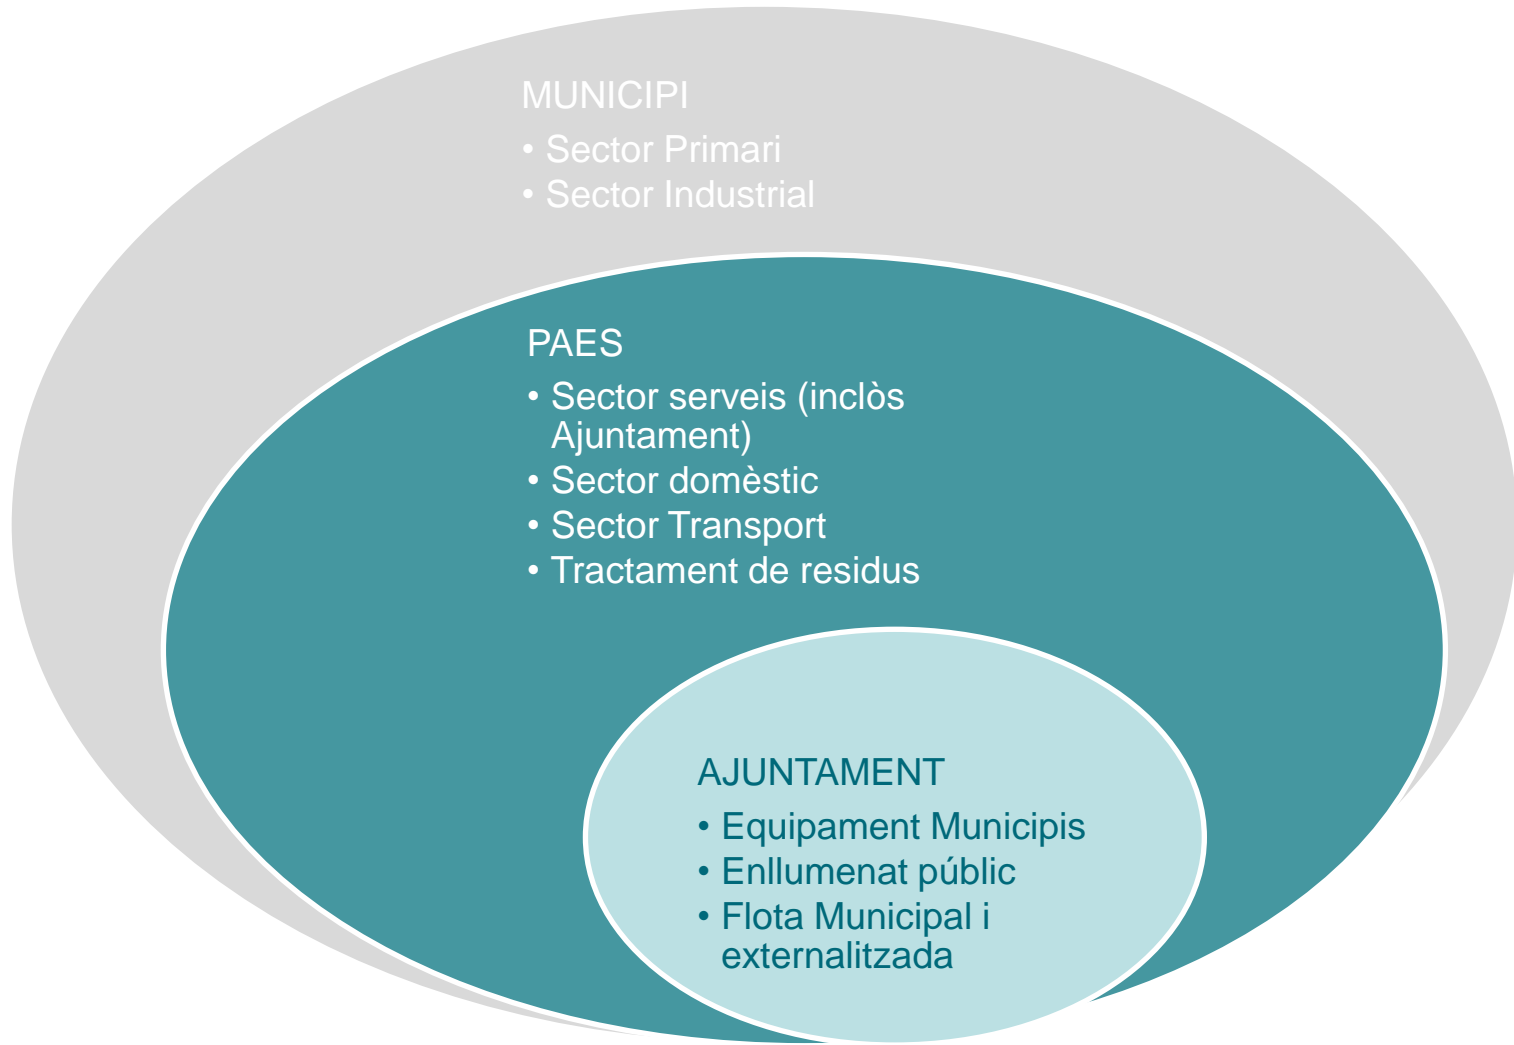 MUNICIPI
• Sector Primari
• Sector Industrial
PAES
• Sector serveis (inclòs
Ajuntament)
• Sector domèstic
• Sector Transport
• Tractament de residus
AJUNTAMENT
• Equipament Municipis
• Enllumenat públic
• Flota Municipal i
externalitzada